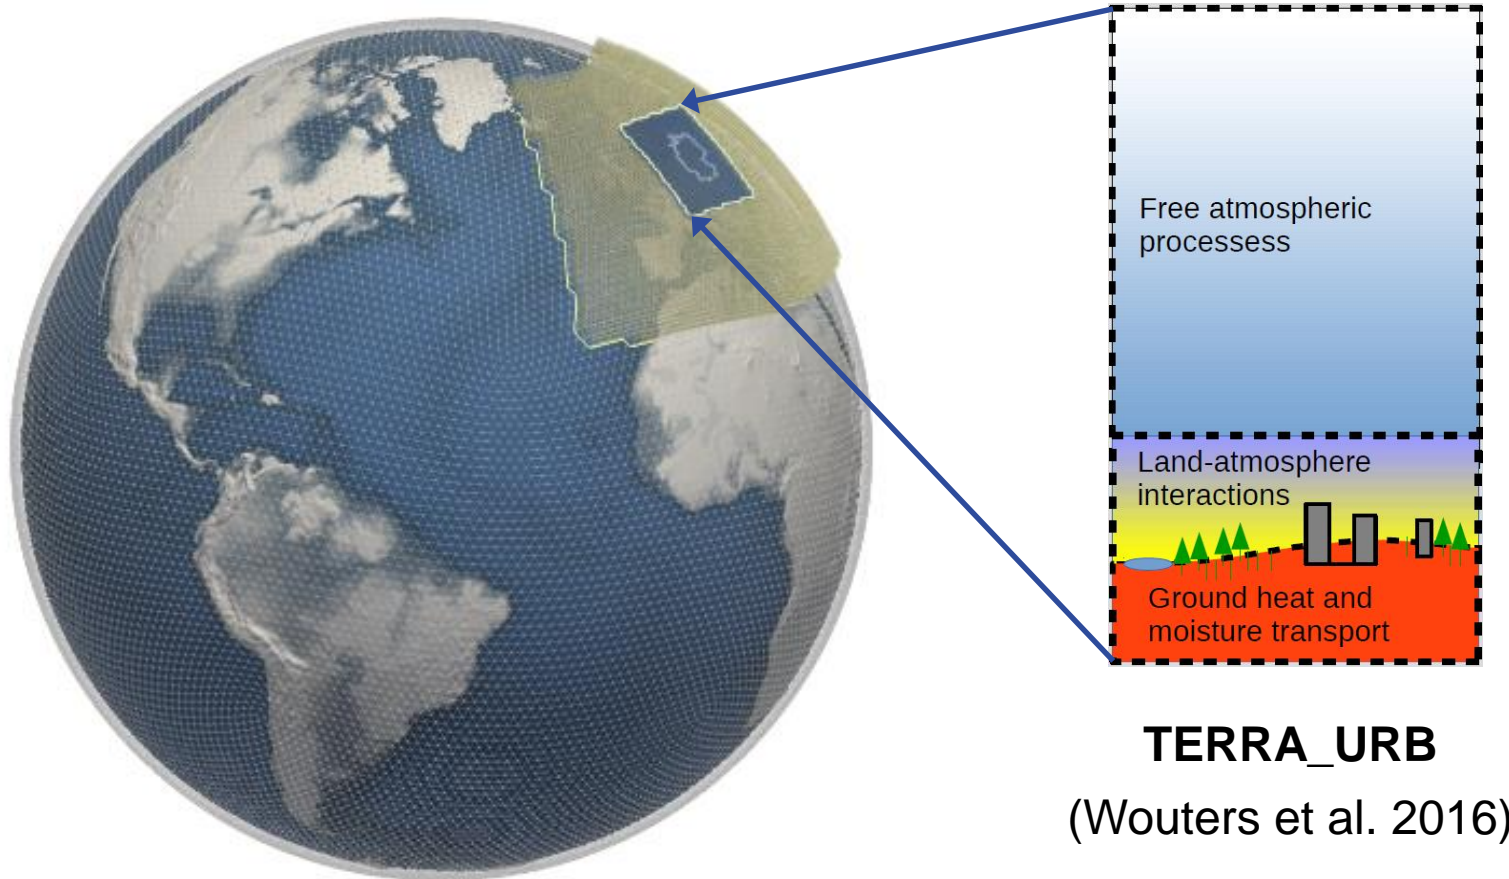 Free atmospheric
processess
Land-atmosphere
interactions
Ground heat and
moisture transport
TERRA_URB
(Wouters et al. 2016)